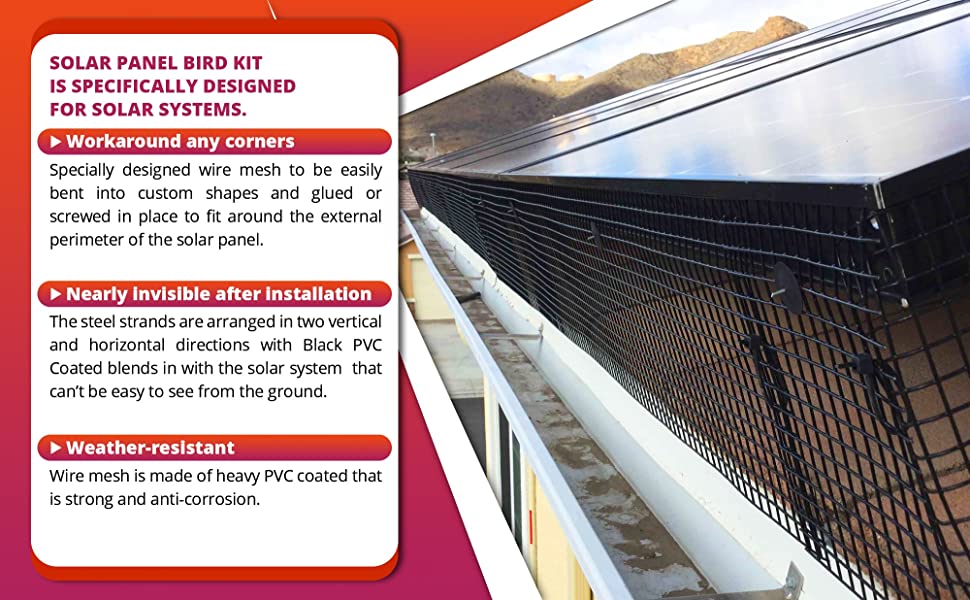 SOLAR PANEL BIRD KIT
IS SPECIFICALLY DESIGNED
FOR SOLAR SYSTEMS.
Workaround any corners
Specially designed wire mesh to be easily
bent into custom shapes and glued or
screwed in place to fit around the external
perimeter of the solar panel.
Nearly invisible after installation
The steel strands are arranged in two vertical
and horizontal directions with Black PVC
Coated blends in with the solar system that
can’t be easy to see from the ground.
Weather-resistant
Wire mesh is made of heavy PVC coated that
is strong and anti-corrosion.